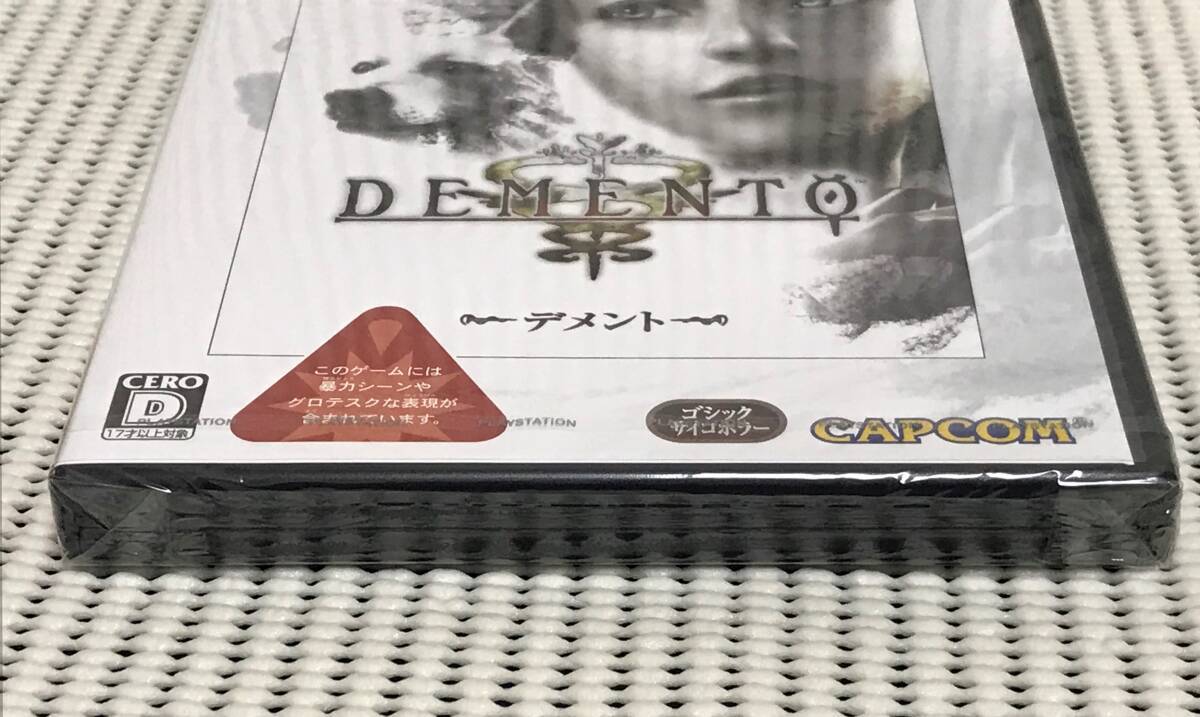 DEMENTO
デメント
このゲームには
暴力シーンや
グロテスクな表現が
含まれています。
CERO
D
17才以上対象
PLAYSTATION
PLAYSTATION
ゴシック
サイコホラー
CAPCOM